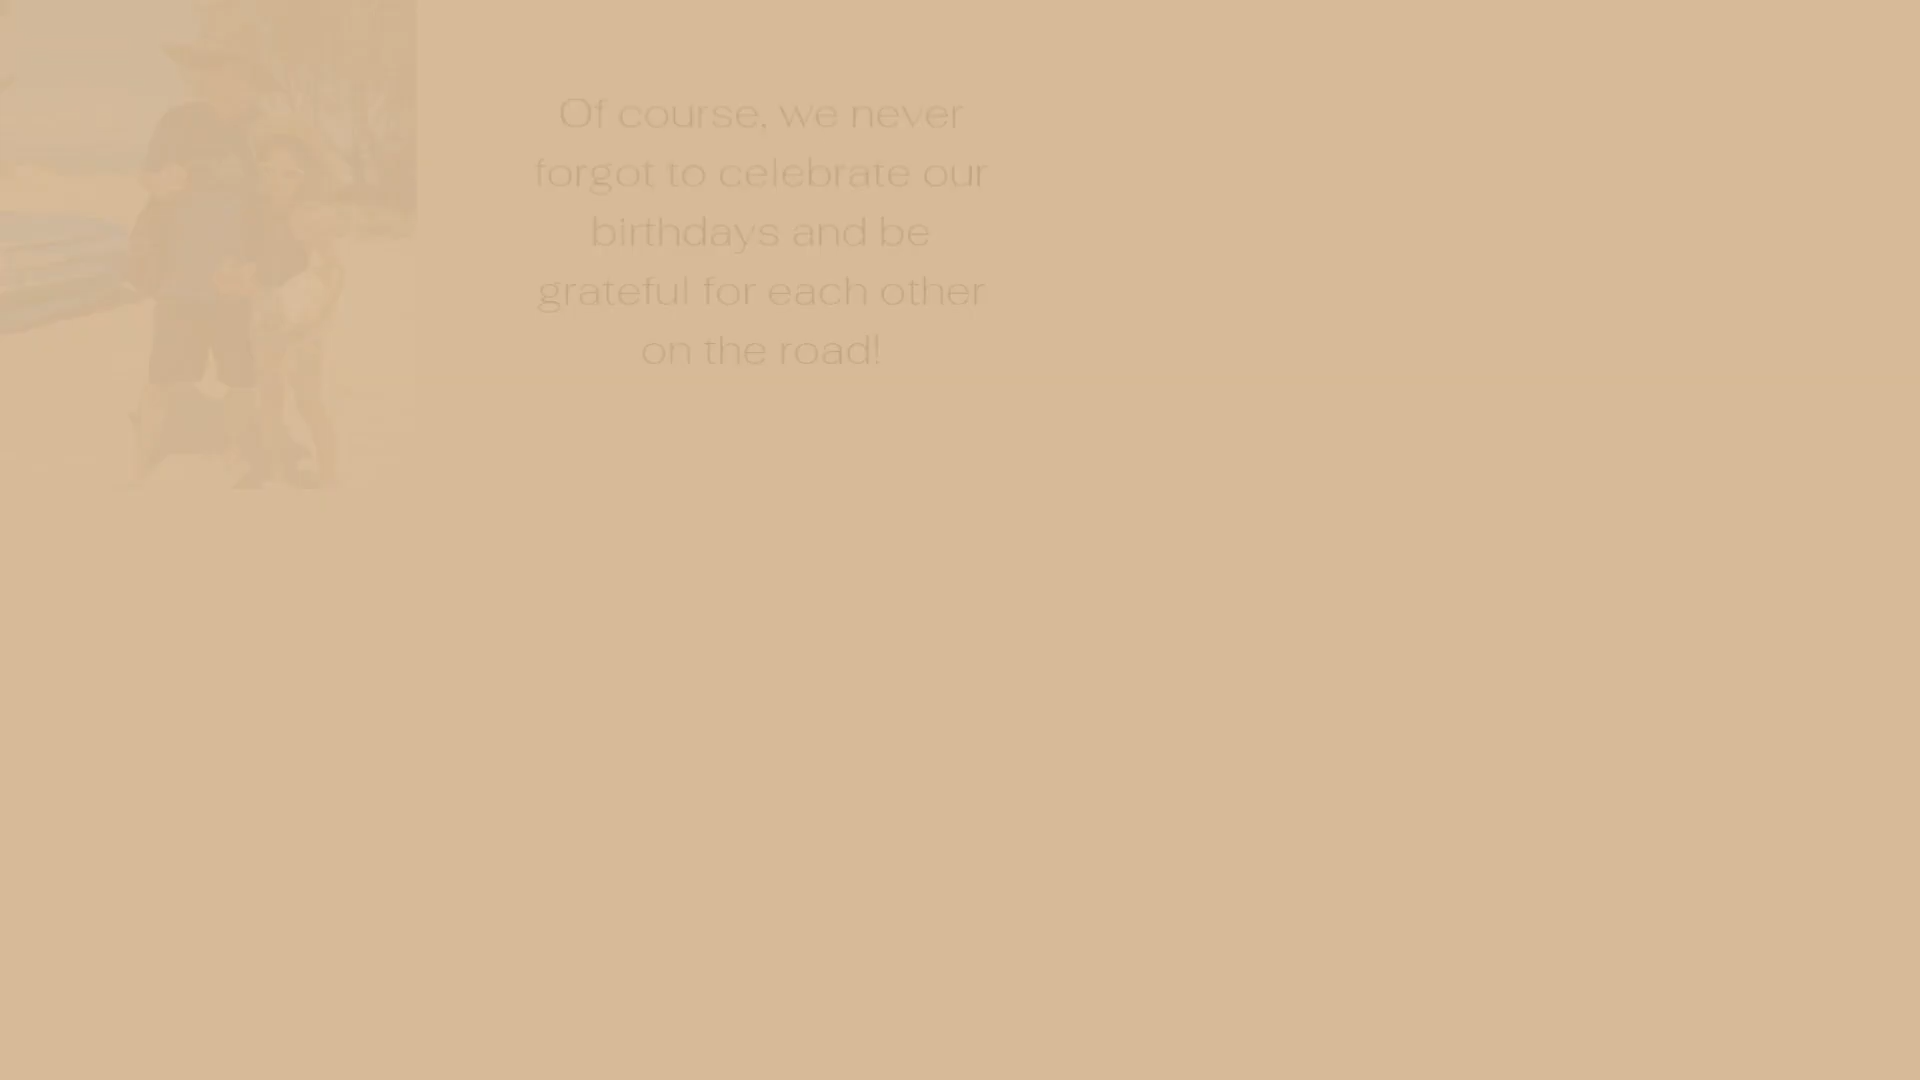 Of course, we never
forgot to celebrate our
birthdays and be
grateful for each other
on the road!